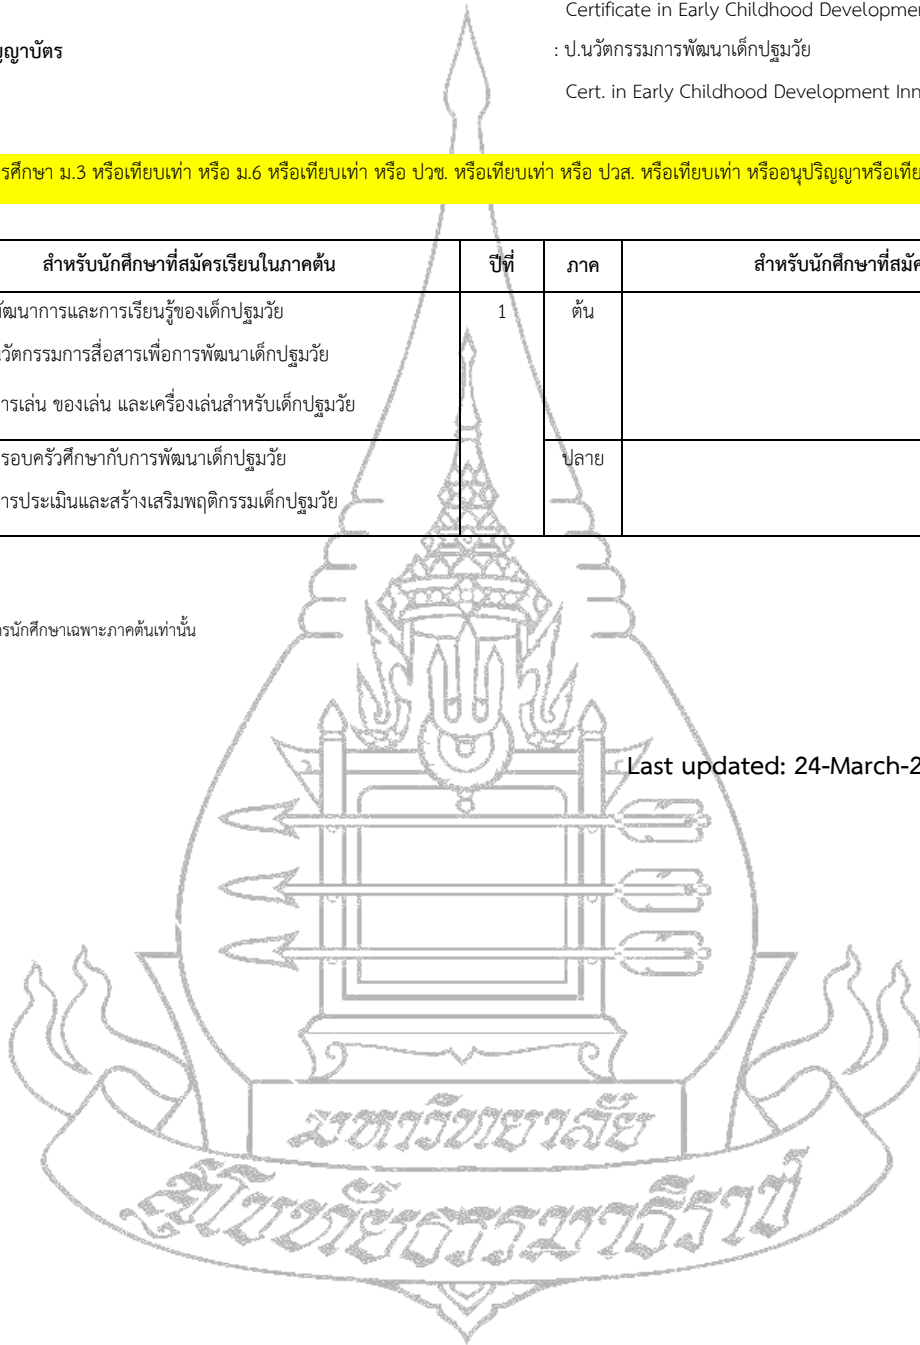 Certificate in Early Childhood Developmen
ญญาบัตร : ป.นวัตกรรมการพัฒนาเด็กปฐมวัย
Cert. in Early Childhood Development Inn
รศึกษา ม.3 หรือเทียบเท่า หรือ ม.6 หรือเทียบเท่า หรือ ปวช. หรือเทียบเท่า หรือ ปวส. หรือเทียบเท่า หรืออนุปริญญาหรือเทีย
สำหรับนักศึกษาที่สมัครเรียนในภาคต้น ปีที่ ภาค สำหรับนักศึกษาที่สมัค
พัฒนาการและการเรียนรู้ของเด็กปฐมวัย 1 ต้น
นวัตกรรมการสื่อสารเพื่อการพัฒนาเด็กปฐมวัย
ารเล่น ของเล่น และเครื่องเล่นสำหรับเด็กปฐมวัย
รอบครัวศึกษากับการพัฒนาเด็กปฐมวัย ปลาย
ารประเมินและสร้างเสริมพฤติกรรมเด็กปฐมวัย
ครนักศึกษาเฉพาะภาคต้นเท่านั้น
Last updated: 24-March-2
มหาวิทยาลัย
สุโขทัยธรรมาธิราช